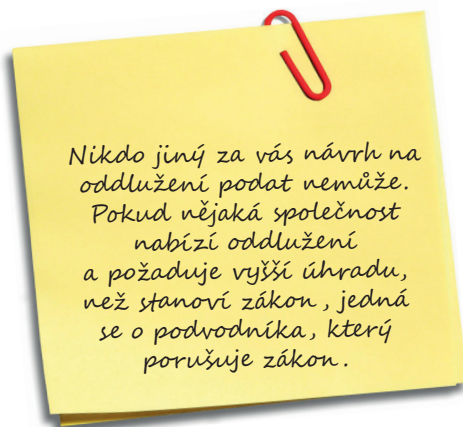 Nikdo jiný za vás návrh na
oddlužení podat nemůže.
Pokud nějaká společnost
nabízí oddlužení
a požaduje vyšší úhradu,
než stanoví zákon, jedná
se o podvodníka, který
porušuje zákon.